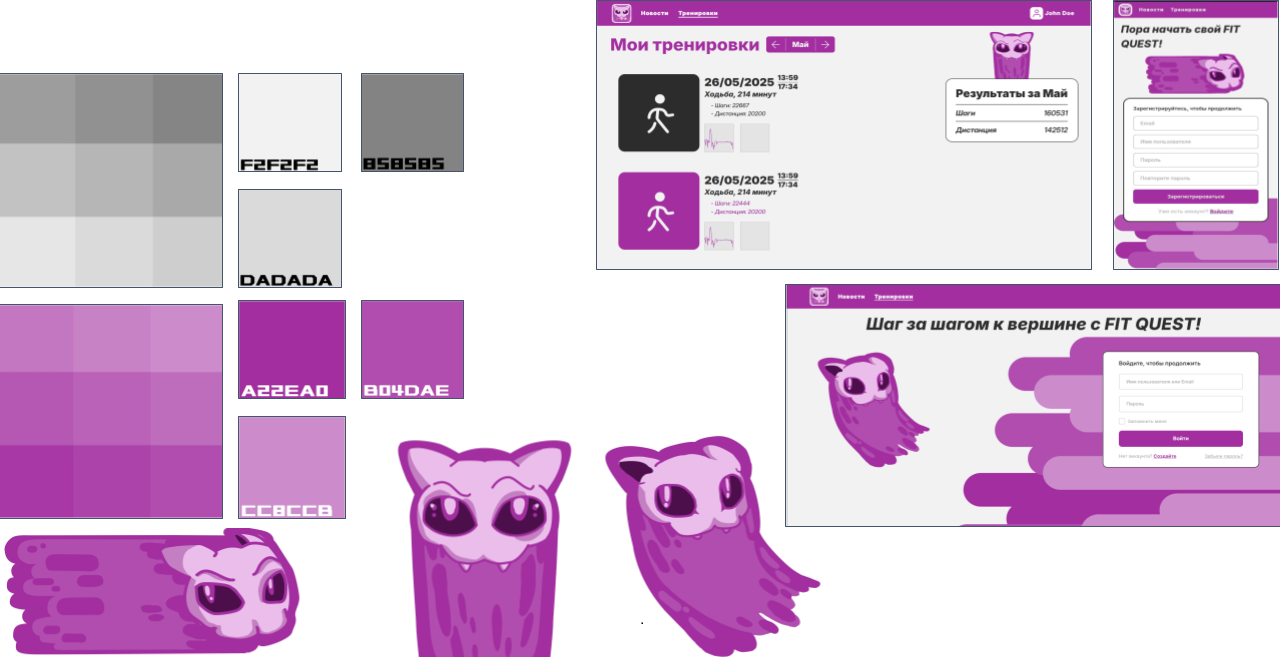 F2F2F2
858585
DADADA
A22EA0
B04DAE
CC8CCB
Новости Тренировки
John Doe
Мои тренировки
Май
26/05/2025 13:59
17:34
Ходьба, 214 минут
- Шаги: 22667
- Дистанция: 20200
26/05/2025 13:59
17:34
Ходьба, 214 минут
- Шаги: 22444
- Дистанция: 20200
Результаты за Май
Шаги 160531
Дистанция 142512
Новости Тренировки
Пора начать свой FIT
QUEST!
Зарегистрируйтесь, чтобы продолжить
Email
Имя пользователя
Пароль
Повторите пароль
Зарегистрироваться
Уже есть аккаунт? Войдите
Новости Тренировки
Шаг за шагом к вершине с FIT QUEST!
Войдите, чтобы продолжить
Имя пользователя или Email
Пароль
Запомнить меня
Войти
Нет аккаунта? Создайте
Забыли пароль?